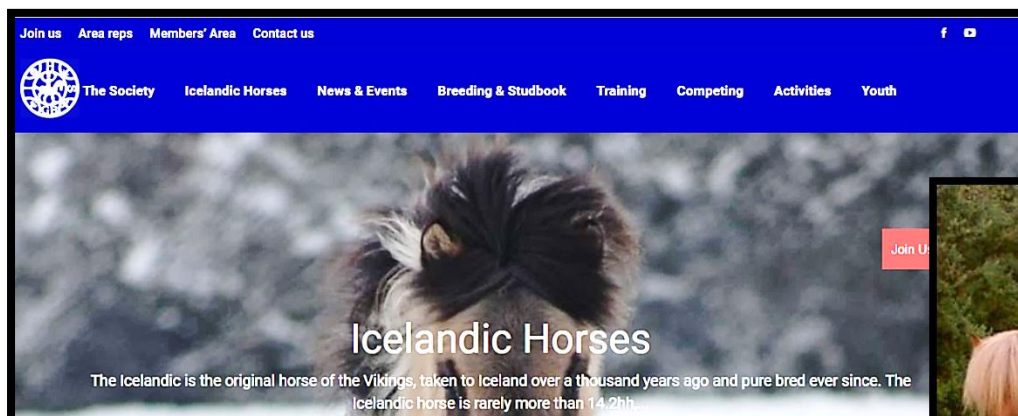 Join us Area reps Members' Area Contact us
The Society Icelandic Horses News & Events Breeding & Studbook Training Competing Activities Youth
Join U
Icelandic Horses
The Icelandic is the original horse of the Vikings, taken to Iceland over a thousand years ago and pure bred ever since. The
Icelandic horse is rarely more than 14.2hh,...